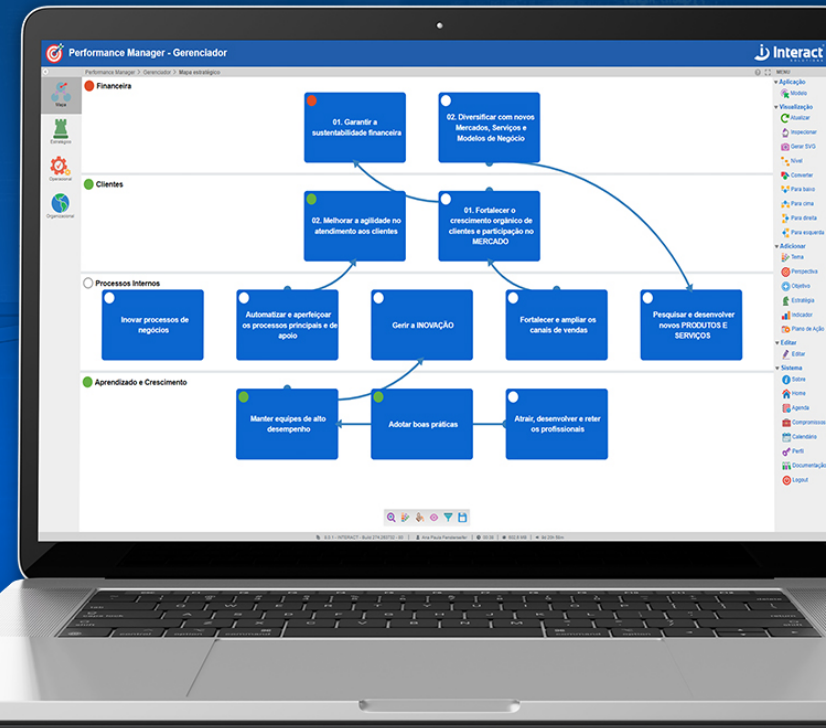 Performance Manager - Gerenciador
Interact
SOLUTIONS
Performance Manager > Gerenciador > Mapa estratégico
MENU
Mapa
Estratégico
Operacional
Organizacional
Financeira
01. Garantir a
sustentabilidade financeira
02. Diversificar com novos
Mercados, Serviços e
Modelos de Negócio
Clientes
02. Melhorar a agilidade no
atendimento aos clientes
01. Fortalecer o
crescimento orgânico de
clientes e participação no
MERCADO
Processos Internos
Inovar processos de
negócios
Automatizar e aperfeiçoar
os processos principais e de
apoio
Gerir a INOVAÇÃO
Fortalecer e ampliar os
canais de vendas
Pesquisar e desenvolver
novos PRODUTOS E
SERVIÇOS
Aprendizado e Crescimento
Manter equipes de alto
desempenho
Adotar boas práticas
Atrair, desenvolver e reter
os profissionais
Aplicação
Modelo
Visualização
Atualizar
Inspecionar
Gerar SVG
Nível
Converter
Para baixo
Para cima
Para direita
Para esquerda
Adicionar
Tema
Perspectiva
Objetivo
Estratégia
Indicador
Plano de Ação
Editar
Editar
Sistema
Sobre
Home
Agenda
Compromissos
Calendário
Perfil
Documentação
Logout
command
option
control
option
command